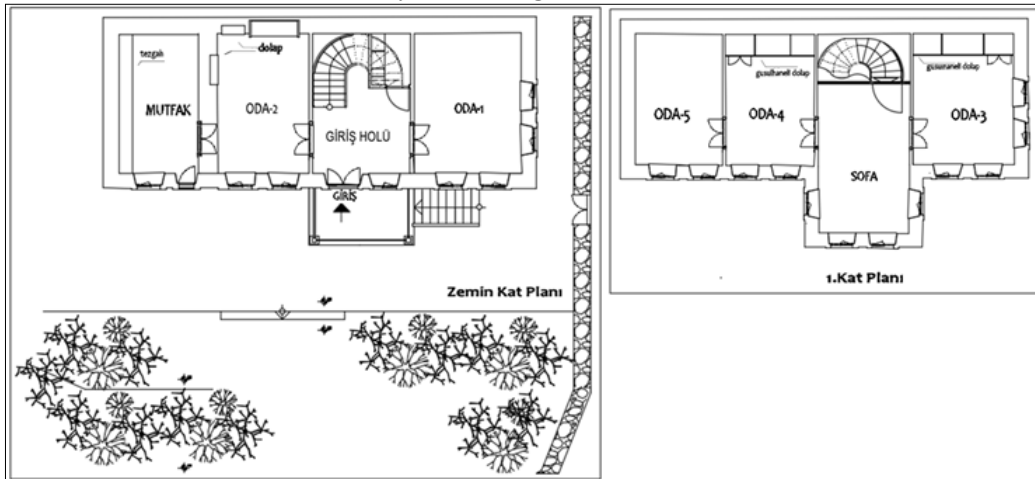 tezgah
dolap
MUTFAK
ODA-2
GİRİŞ HOLÜ
ODA-1
GİRİŞ
Zemin Kat Planı
gusulhaneli dolap
gusulhaneli dolap
ODA-5
ODA-4
ODA-3
SOFA
1.Kat Planı